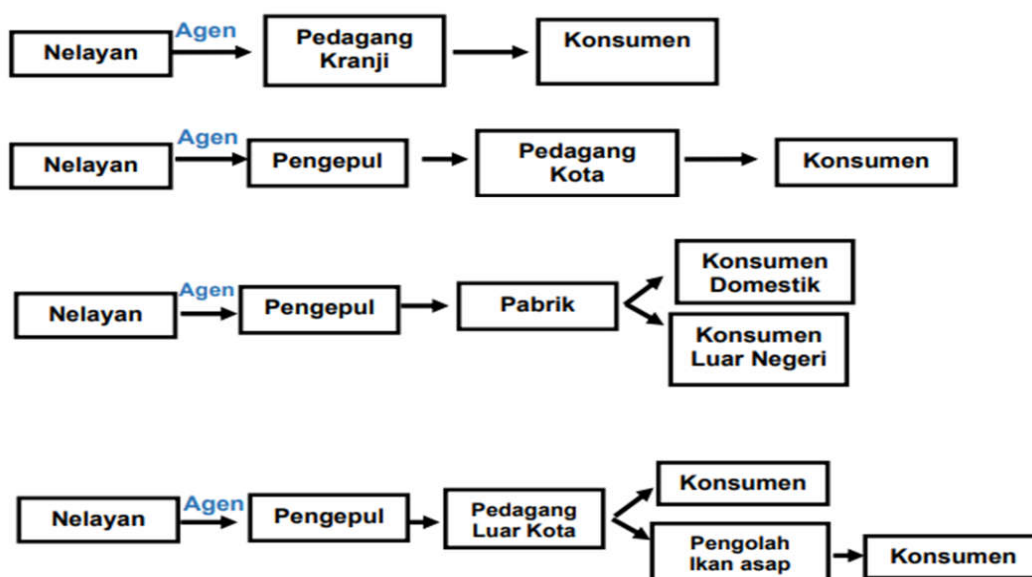 Agen
Nelayan
Pedagang
Kranji
Konsumen
Agen
Nelayan
Pengepul
Pedagang
Kota
Konsumen
Agen
Nelayan
Pengepul
Pabrik
Konsumen
Domestik
Konsumen
Luar Negeri
Agen
Nelayan
Pengepul
Pedagang
Luar Kota
Konsumen
Pengolah
Ikan asap
Konsumen